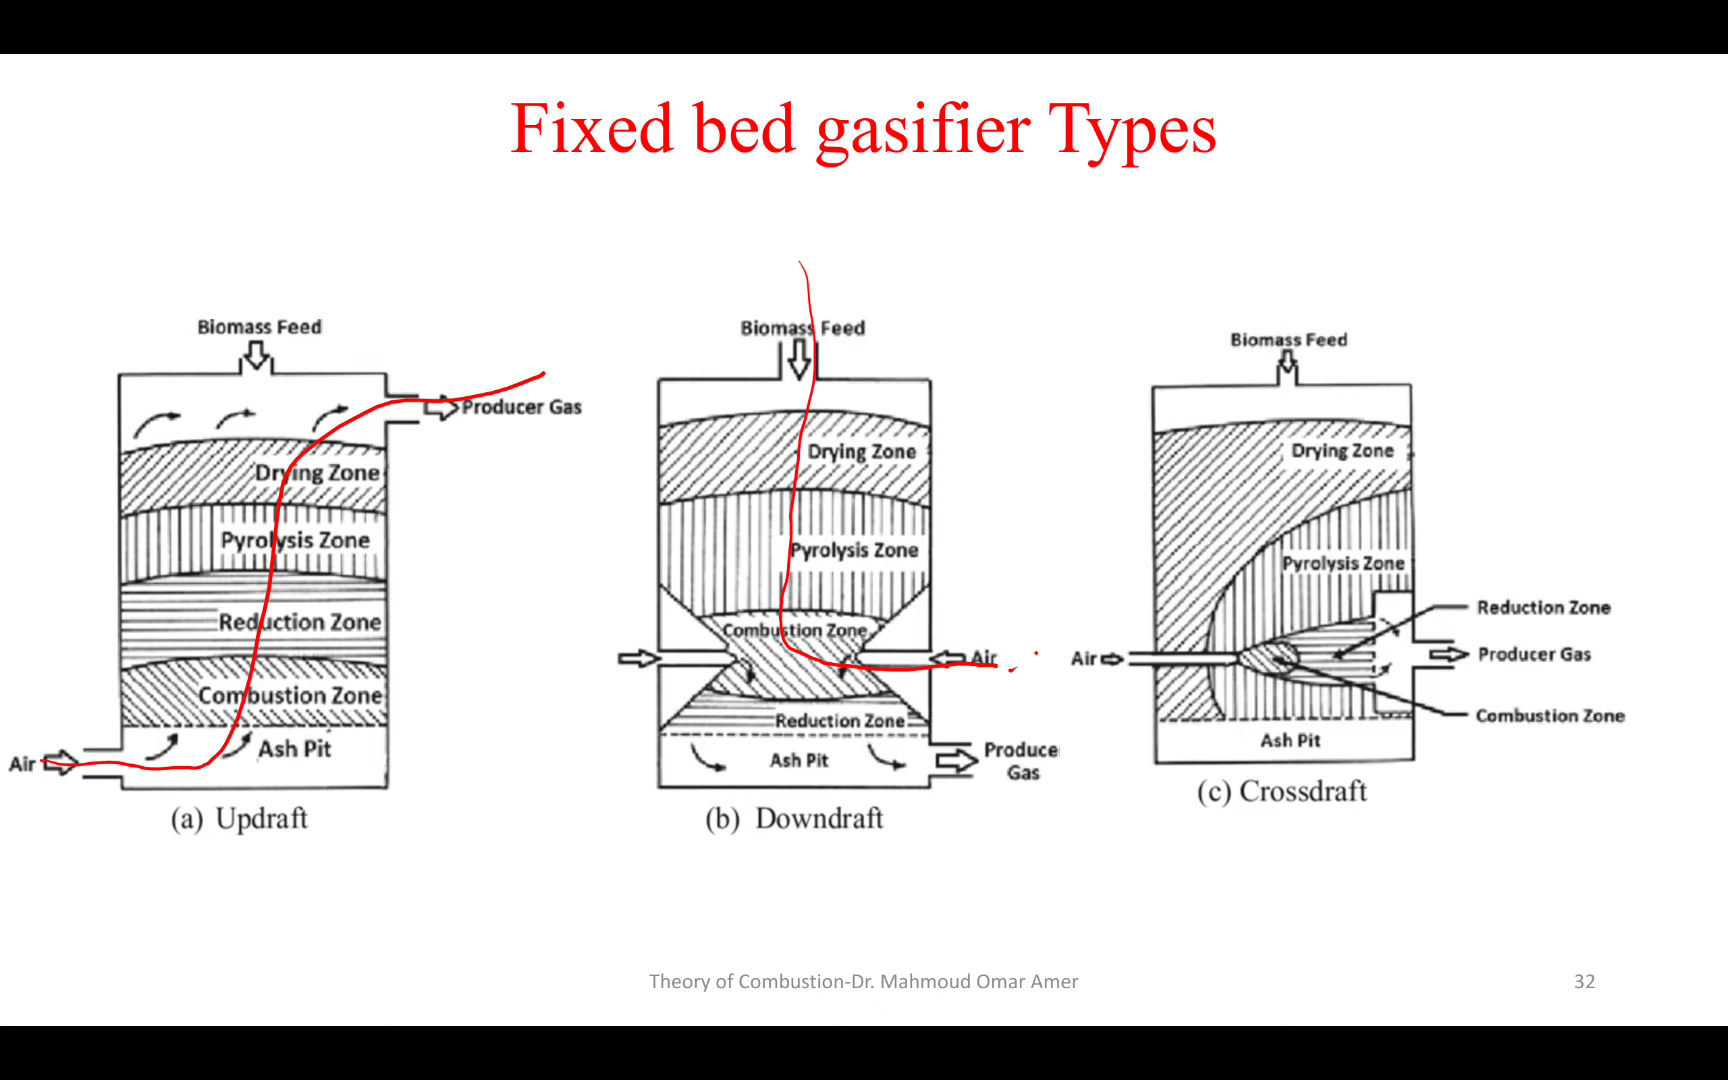 Fixed bed gasifier Types
Biomass Feed
Producer Gas
Drying Zone
Pyrolysis Zone
Reduction Zone
Combustion Zone
Ash Pit
Air
(a) Updraft
Biomass Feed
Drying Zone
Pyrolysis Zone
Combustion Zone
Air
Reduction Zone
Ash Pit
Produce
Gas
(b) Downdraft
Biomass Feed
Drying Zone
Pyrolysis Zone
Reduction Zone
Air
Producer Gas
Combustion Zone
Ash Pit
(c) Crossdraft
Theory of Combustion-Dr. Mahmoud Omar Amer
32